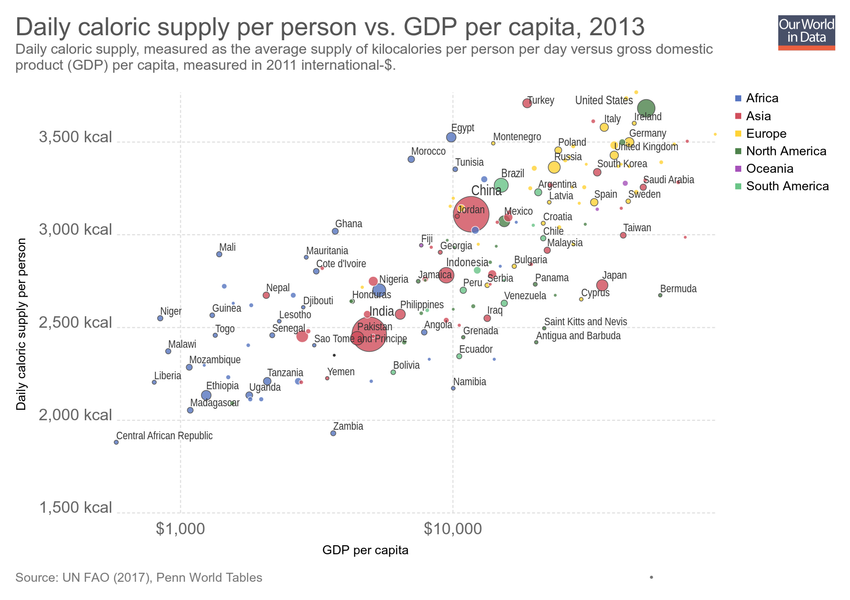 Daily caloric supply per person vs. GDP per capita, 2013
Our World
in Data
Daily caloric supply, measured as the average supply of kilocalories per person per day versus gross domestic
product (GDP) per capita, measured in 2011 international-$.
Africa
Asia
Europe
North America
Oceania
South America
Daily caloric supply per person
3,500 kcal
3,000 kcal
2,500 kcal
2,000 kcal
1,500 kcal
Turkey
United States
Ireland
Italy
Egypt
Montenegro
Germany
Poland
United Kingdom
Morocco
Russia
Tunisia
South Korea
Brazil
Saudi Arabia
China
Argentina
Latvia
Spain
Sweden
Jordan
Mexico
Croatia
Ghana
Chile
Taiwan
Fiji
Georgia
Malaysia
Mali
Mauritania
Cote d'Ivoire
Indonesia
Bulgaria
Nigeria
Jamaica
Serbia
Panama
Japan
Nepal
Honduras
Peru
Cyprus
Bermuda
Djibouti
Philippines
Venezuela
Niger
Guinea
Lesotho
India
Iraq
Togo
Senegal
Pakistan
Angola
Grenada
Saint Kitts and Nevis
Sao Tome and Principe
Antigua and Barbuda
Malawi
Ecuador
Mozambique
Bolivia
Liberia
Tanzania
Yemen
Namibia
Ethiopia
Uganda
Madagascar
Zambia
Central African Republic
$1,000
$10,000
GDP per capita
Source: UN FAO (2017), Penn World Tables